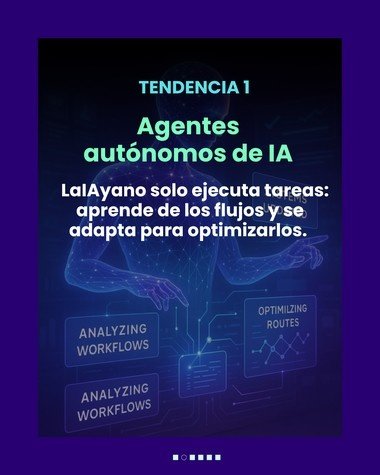 TENDENCIA 1
Agentes
autónomos de IA
LaIAyano solo ejecuta tareas:
aprende de los flujos y se
adapta para optimizarlos.
OPTIMILZING
ROUTES
ANALYZING
WORKFLOWS
ANALYZING
WORKFLOWS